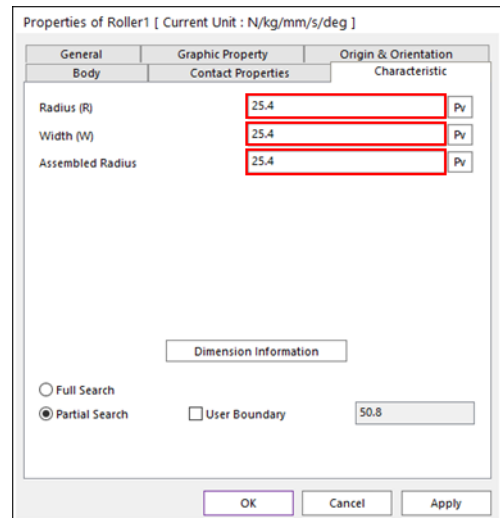 Properties of Roller1 [ Current Unit : N/kg/mm/s/deg ]
General Graphic Property Origin & Orientation
Body Contact Properties Characteristic
Radius (R) 25.4 Pv
Width (W) 25.4 Pv
Assembled Radius 25.4 Pv
Dimension Information
Full Search
Partial Search User Boundary 50.8
OK Cancel Apply